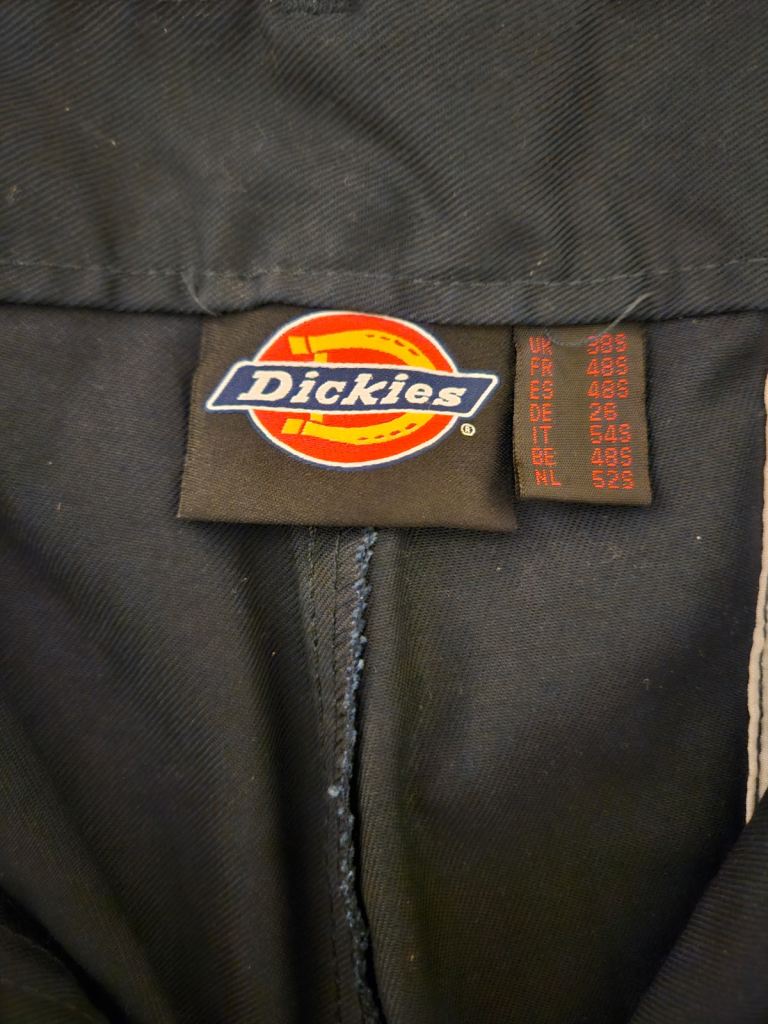 Dickies
®
UK 38S
FR 48S
ES 48S
DE 26
IT 54S
BE 48S
NL 52S